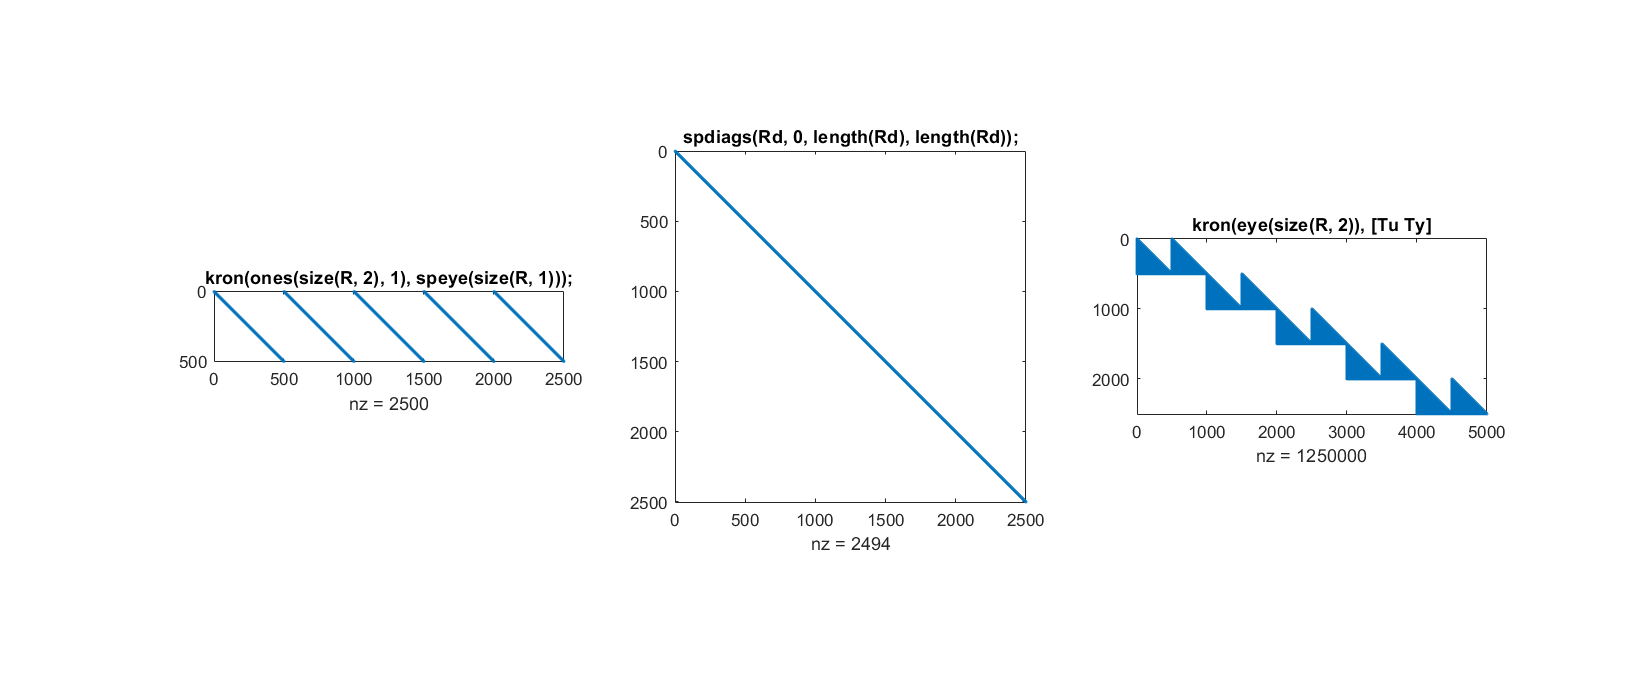 kron(ones(size(R, 2), 1), speye(size(R, 1)));
0
500
0 500 1000 1500 2000 2500
nz = 2500
spdiags(Rd, 0, length(Rd), length(Rd));
0
500
1000
1500
2000
2500
0 500 1000 1500 2000 2500
nz = 2494
kron(eye(size(R, 2)), [Tu Ty]
0
1000
2000
0 1000 2000 3000 4000 5000
nz = 1250000